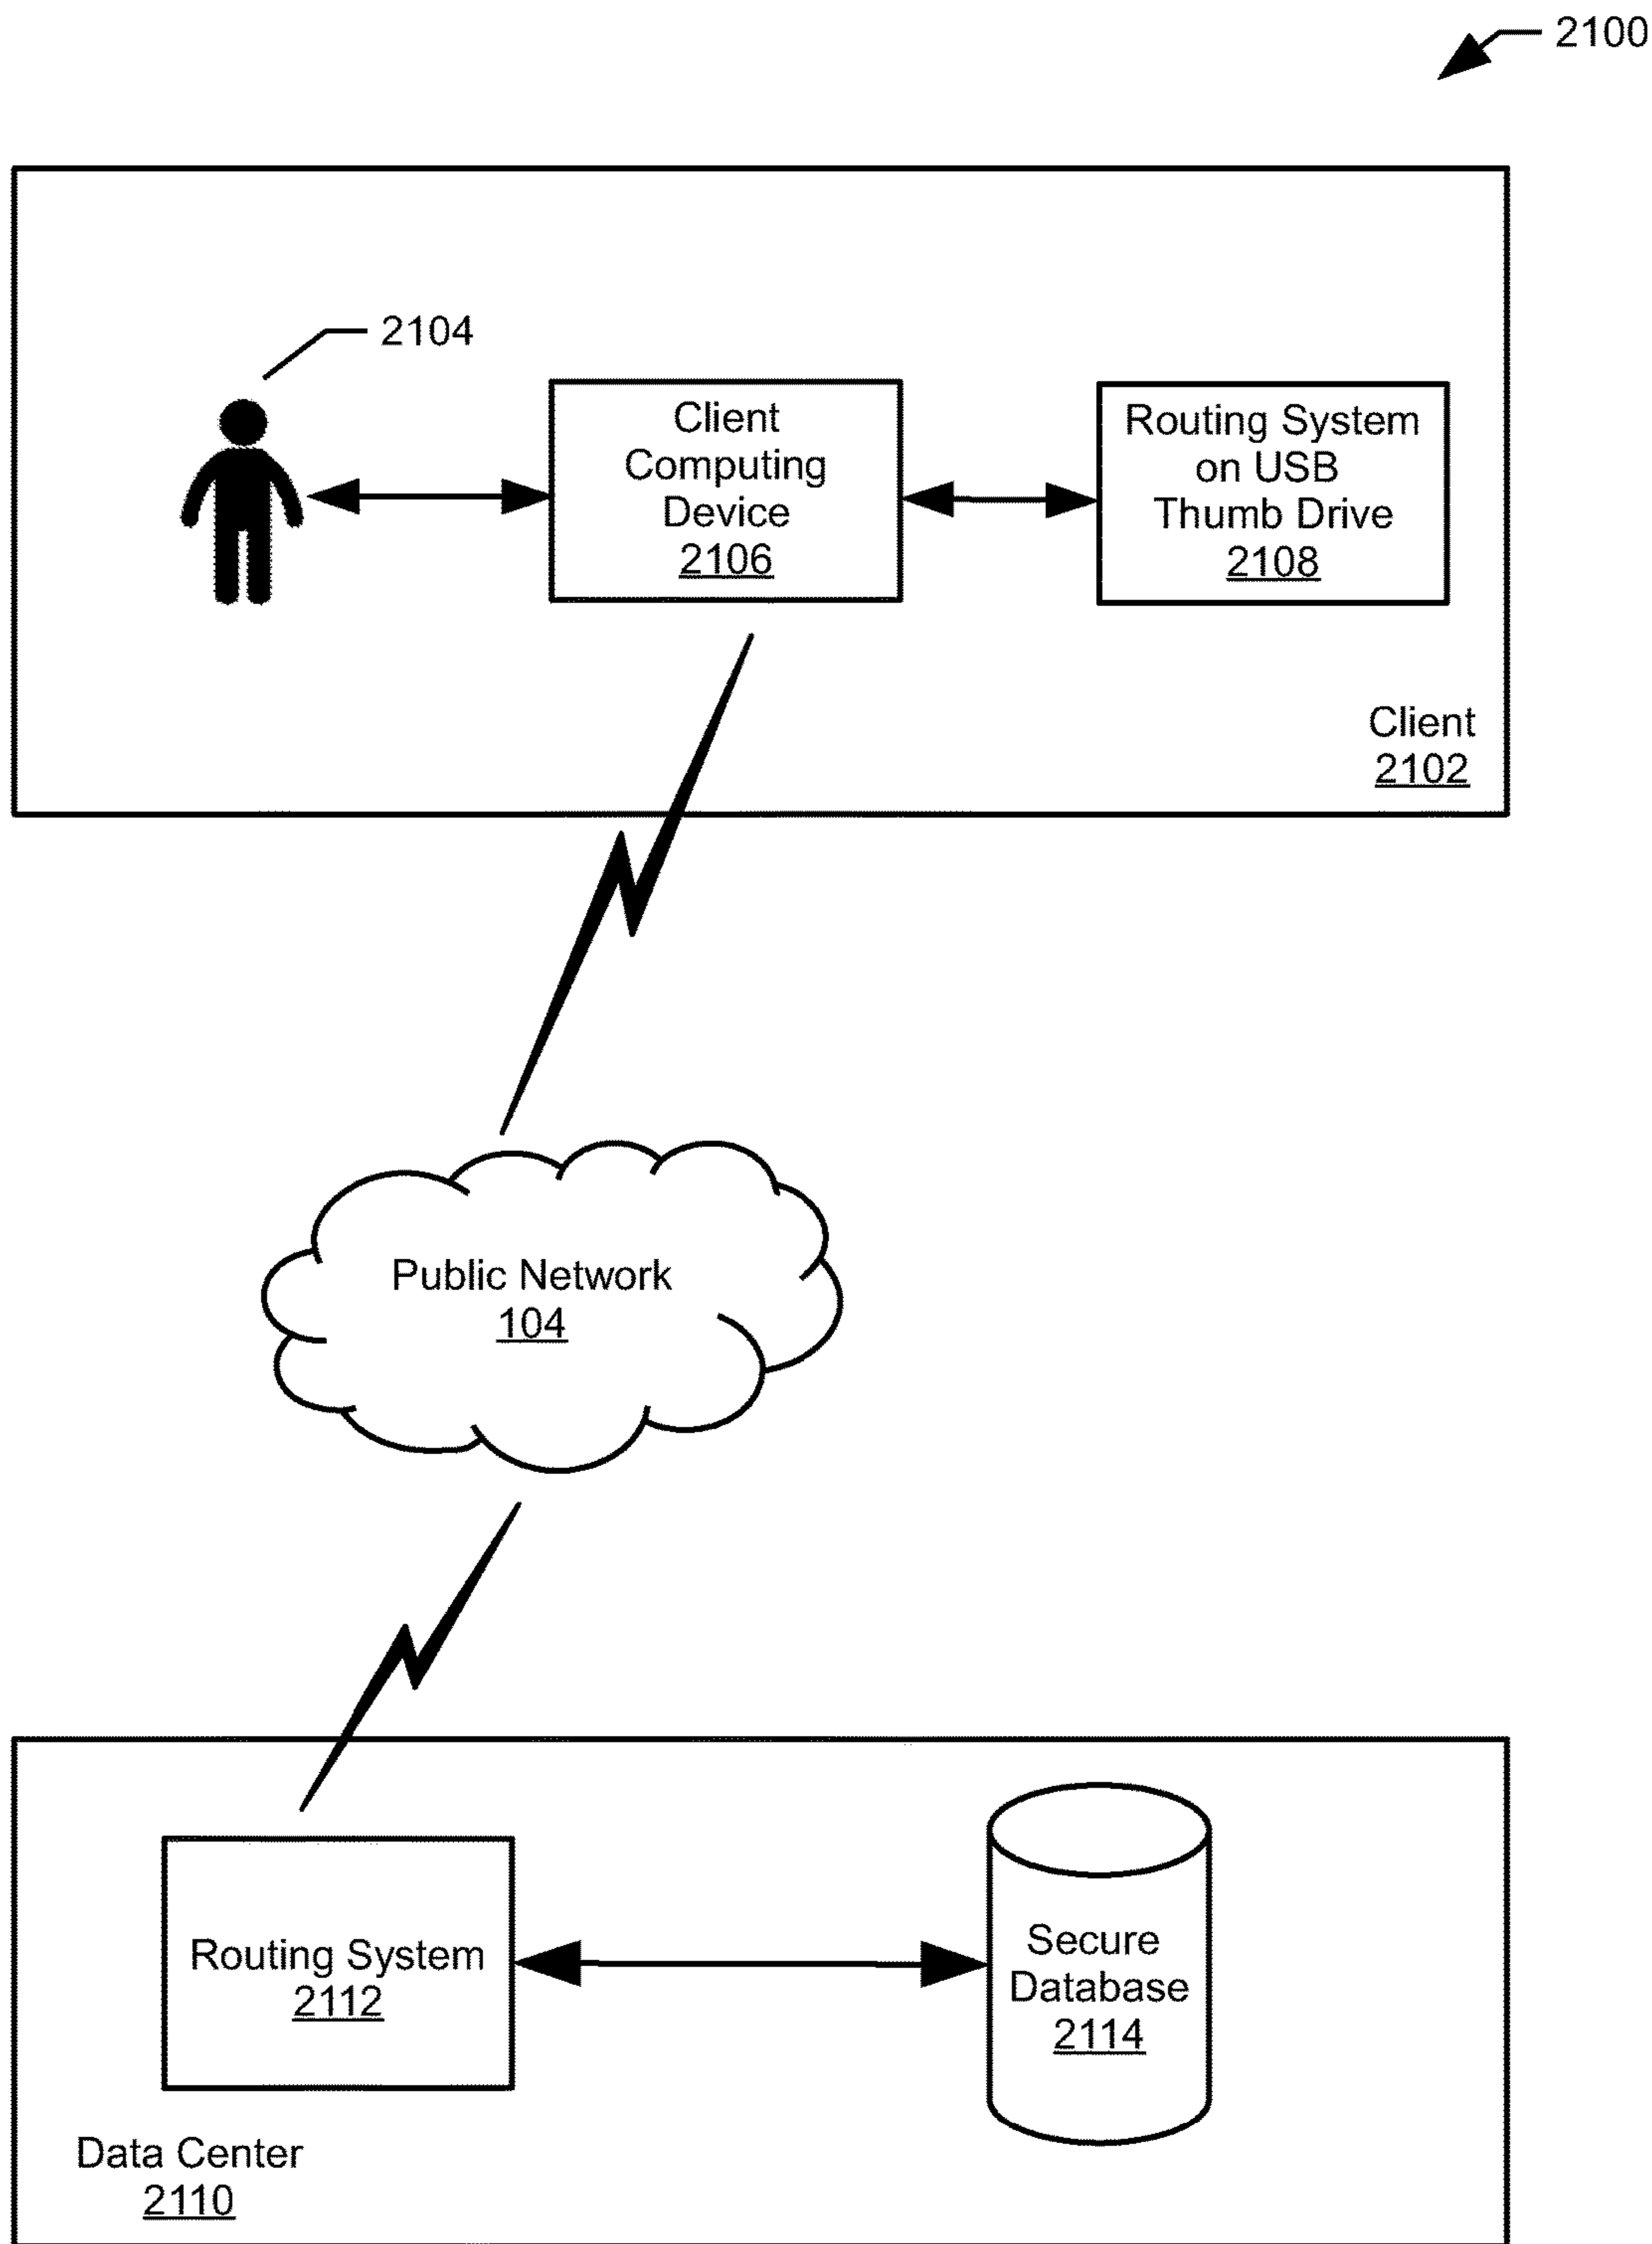 2100
2104
Client
Computing
Device
2106
Routing System
on USB
Thumb Drive
2108
Client
2102
Public Network
104
Routing System
2112
Secure
Database
2114
Data Center
2110